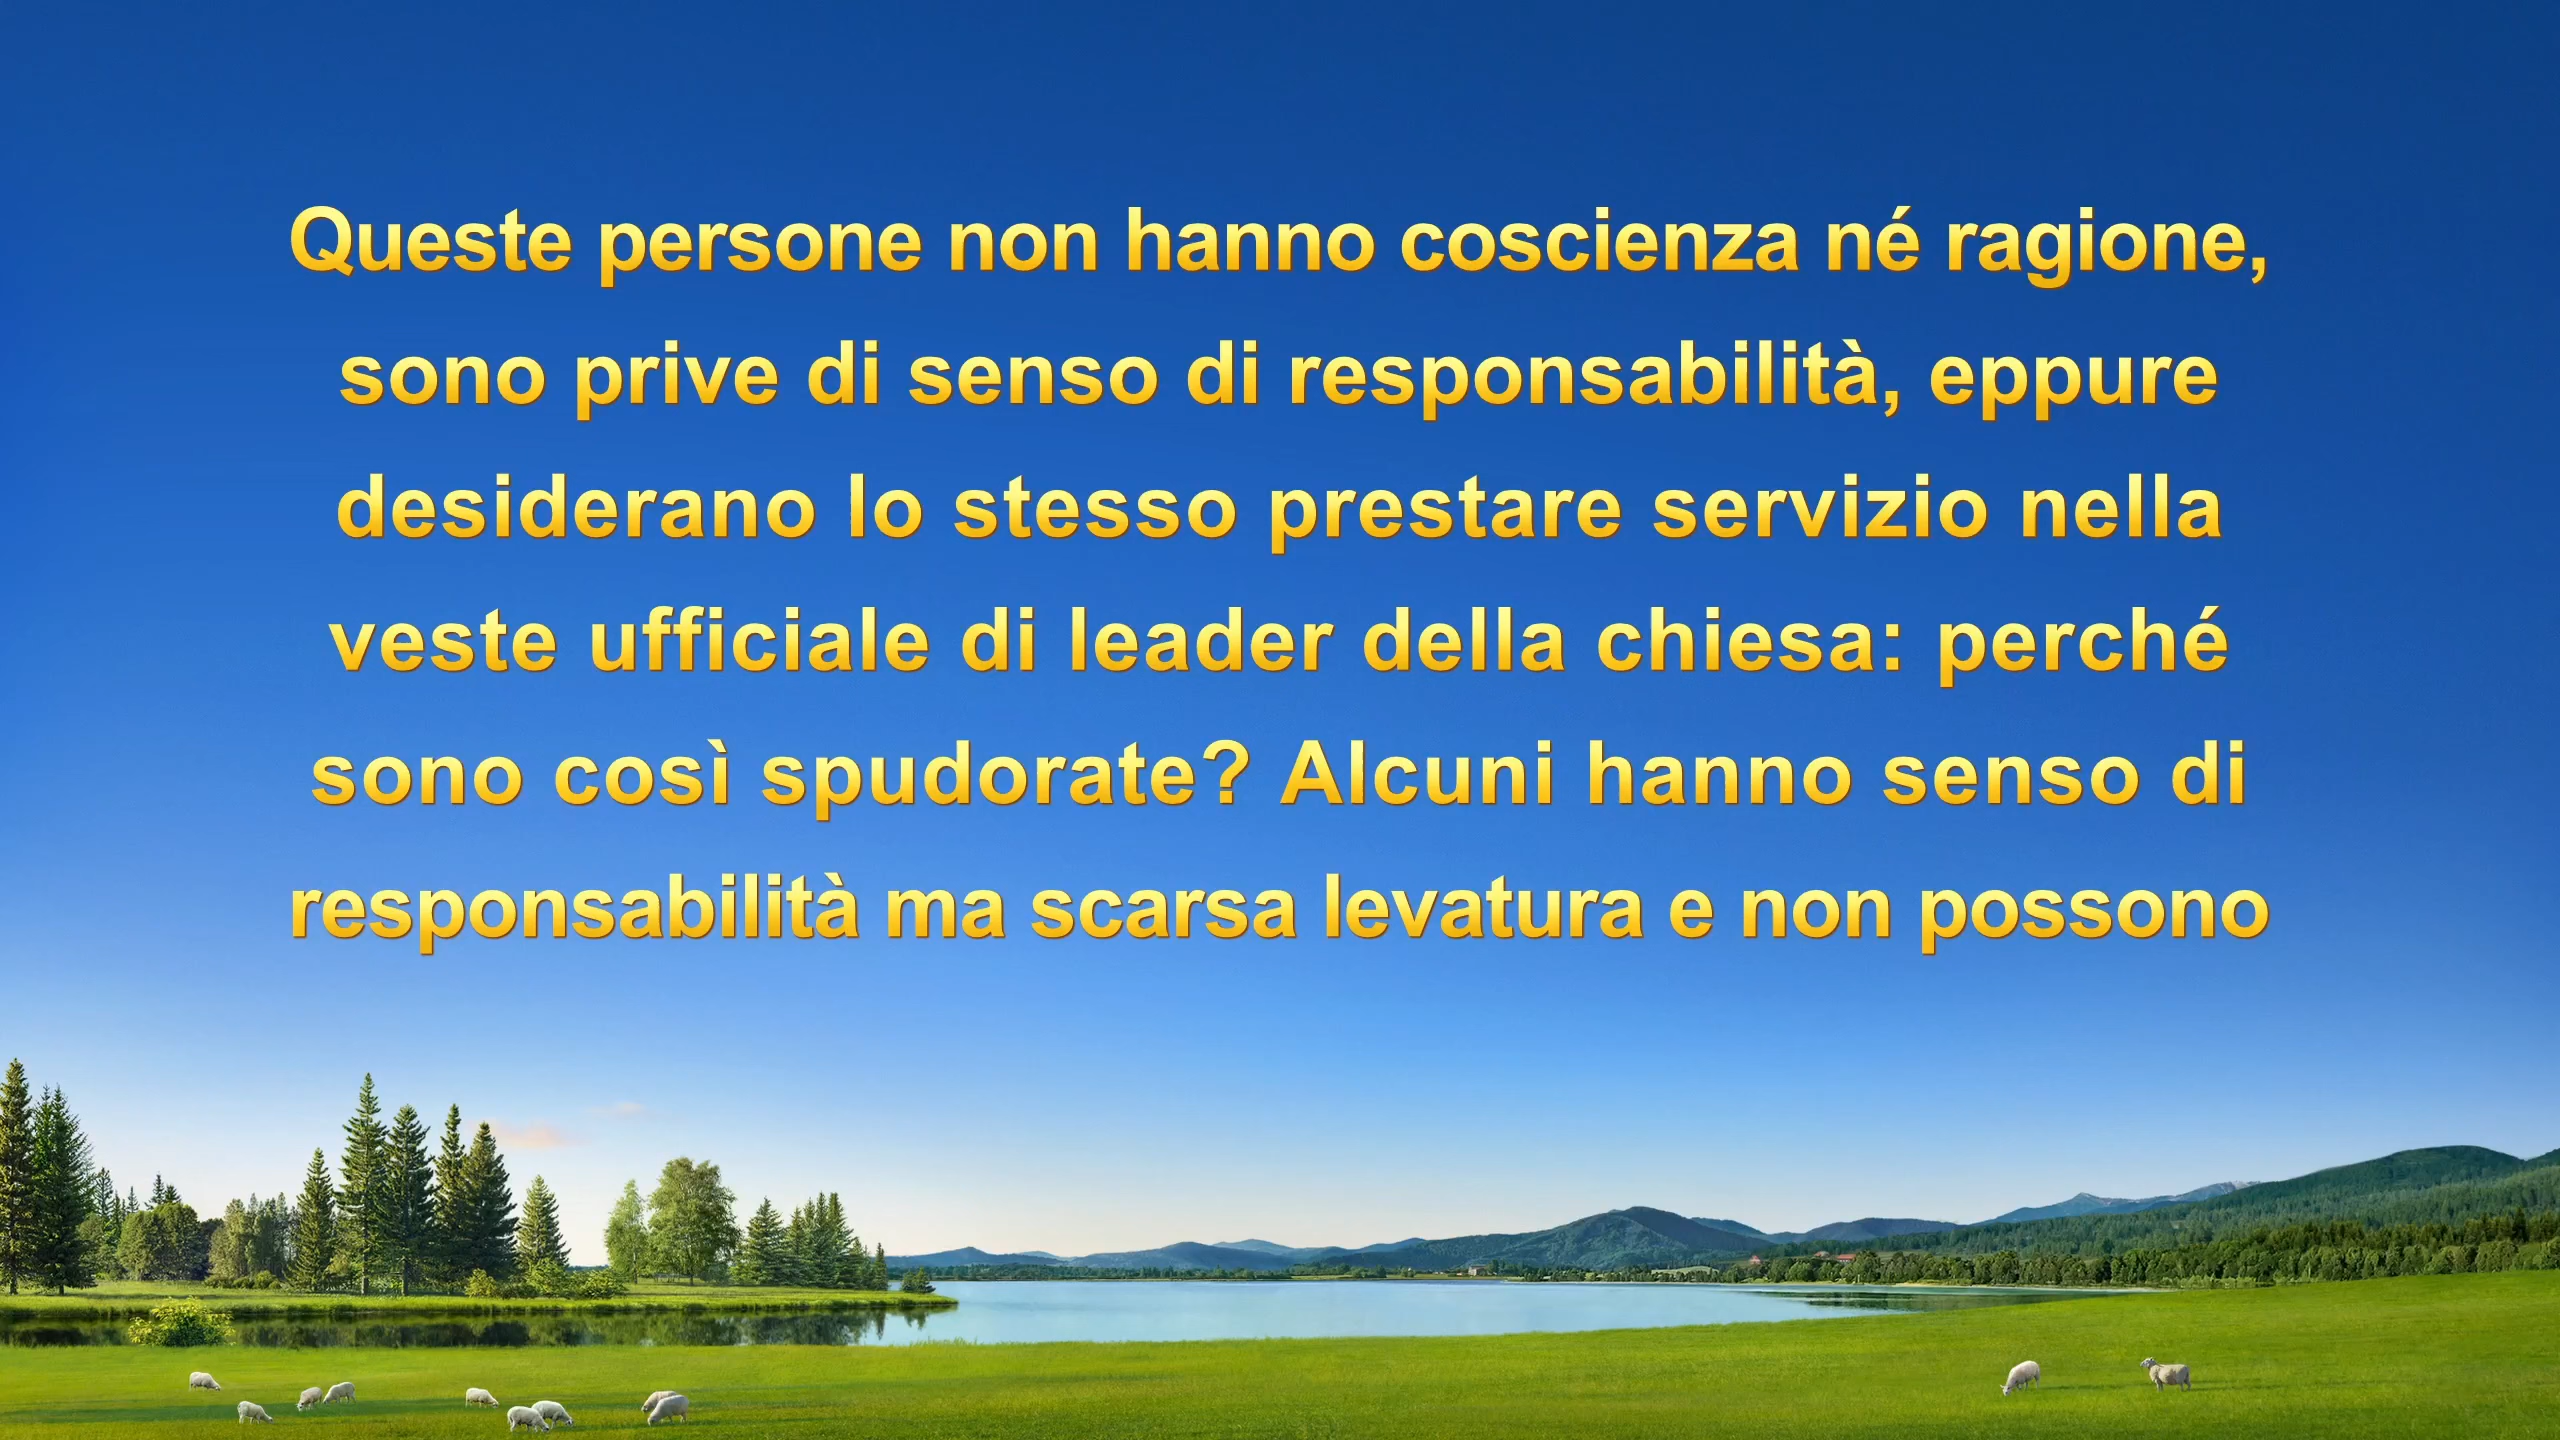 Queste persone non hanno coscienza né ragione,
sono prive di senso di responsabilità, eppure
desiderano lo stesso prestare servizio nella
veste ufficiale di leader della chiesa: perché
sono così spudorate? Alcuni hanno senso di
responsabilità ma scarsa levatura e non possono